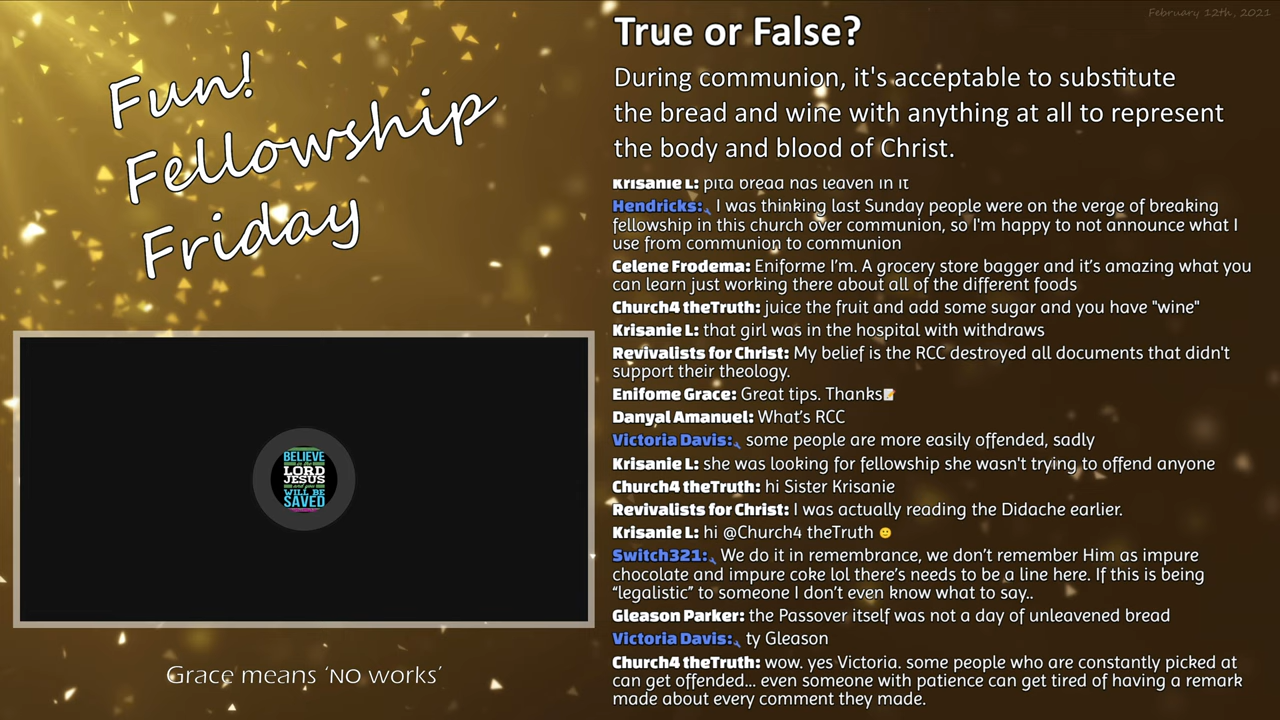 February 12th, 2021
Fun!
Fellowship
Friday
True or False?
During communion, it's acceptable to substitute
the bread and wine with anything at all to represent
the body and blood of Christ.
Krisanie L: pita bread has leaven in it
Hendricks: I was thinking last Sunday people were on the verge of breaking
fellowship in this church over communion, so I'm happy to not announce what I
use from communion to communion
Celene Frodema: Eniforme I'm. A grocery store bagger and it's amazing what you
can learn just working there about all of the different foods
Church4 theTruth: juice the fruit and add some sugar and you have "wine"
Krisanie L: that girl was in the hospital with withdraws
Revivalists for Christ: My belief is the RCC destroyed all documents that didn't
support their theology.
Enifome Grace: Great tips. Thanks📝
Danyal Amanuel: What's RCC
Victoria Davis: some people are more easily offended, sadly
Krisanie L: she was looking for fellowship she wasn't trying to offend anyone
Church4 theTruth: hi Sister Krisanie
Revivalists for Christ: I was actually reading the Didache earlier.
Krisanie L: hi @Church4 theTruth 🙂
Switch321: We do it in remembrance, we don't remember Him as impure
chocolate and impure coke lol there's needs to be a line here. If this is being
“legalistic” to someone I don't even know what to say..
Gleason Parker: the Passover itself was not a day of unleavened bread
Victoria Davis: ty Gleason
Church4 theTruth: wow. yes Victoria. some people who are constantly picked at
can get offended... even someone with patience can get tired of having a remark
made about every comment they made.
BELIEVE
LORD
JESUS
WILL BE
SAVED
Grace means ‘NO works’